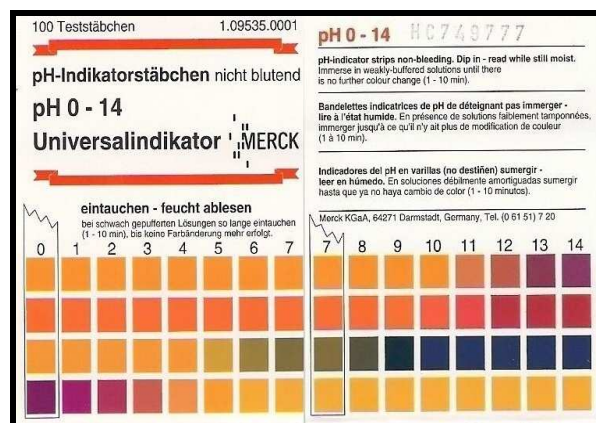 100 Teststäbchen 1.09535.0001
pH-Indikatorstäbchen nicht blutend
pH 0 - 14
Universalindikator MERCK
eintauchen - feucht ablesen
bei schwach gepufferten Lösungen so lange eintauchen
(1 - 10 min), bis keine Farbänderung mehr erfolgt.
0 1 2 3 4 5 6 7
pH 0 - 14 HC749777
pH-indicator strips non-bleeding. Dip in - read while still moist.
Immerse in weakly-buffered solutions until there
is no further colour change (1 - 10 min).
Bandelettes indicatrices de pH de déteignant pas immerger -
lire à l'état humide. En présence de solutions faiblement tamponnées,
immerger jusqu'à ce qu'il n'y ait plus de modification de couleur
(1 à 10 min).
Indicadores del pH en varillas (no destiñen) sumergir -
leer en húmedo. En soluciones débilmente amortiguadas sumergir
hasta que ya no haya cambio de color (1 - 10 minutos).
Merck KGaA, 64271 Darmstadt, Germany, Tel. (0 61 51) 7 20
7 8 9 10 11 12 13 14